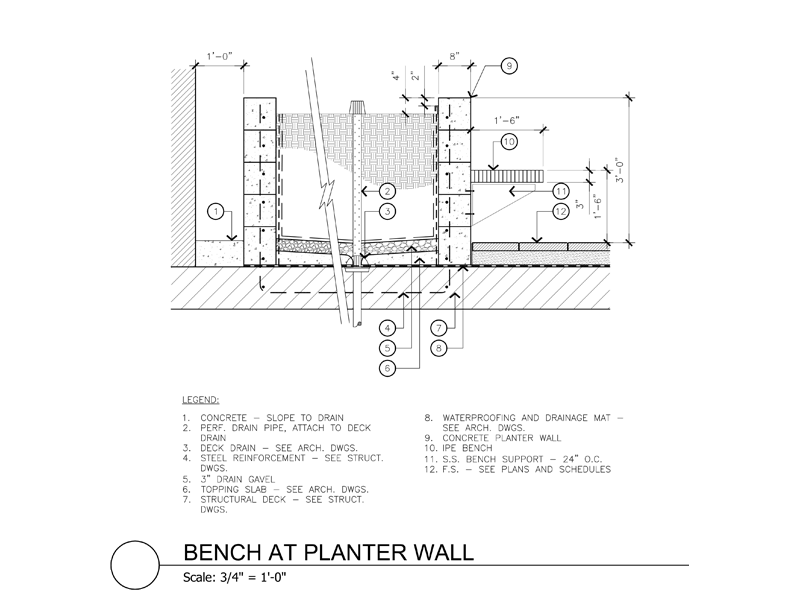 1'-0"
4"
2"
8"
9
1'-6"
10
3'-0"
2
11
3"
1'-6"
1
3
12
4
7
5
8
6
LEGEND:
1. CONCRETE – SLOPE TO DRAIN
2. PERF. DRAIN PIPE, ATTACH TO DECK
DRAIN
3. DECK DRAIN – SEE ARCH. DWGS.
4. STEEL REINFORCEMENT – SEE STRUCT.
DWGS.
5. 3" DRAIN GAVEL
6. TOPPING SLAB – SEE ARCH. DWGS.
7. STRUCTURAL DECK – SEE STRUCT.
DWGS.
8. WATERPROOFING AND DRAINAGE MAT –
SEE ARCH. DWGS.
9. CONCRETE PLANTER WALL
10. IPE BENCH
11. S.S. BENCH SUPPORT – 24" O.C.
12. F.S. – SEE PLANS AND SCHEDULES
BENCH AT PLANTER WALL
Scale: 3/4" = 1'-0"